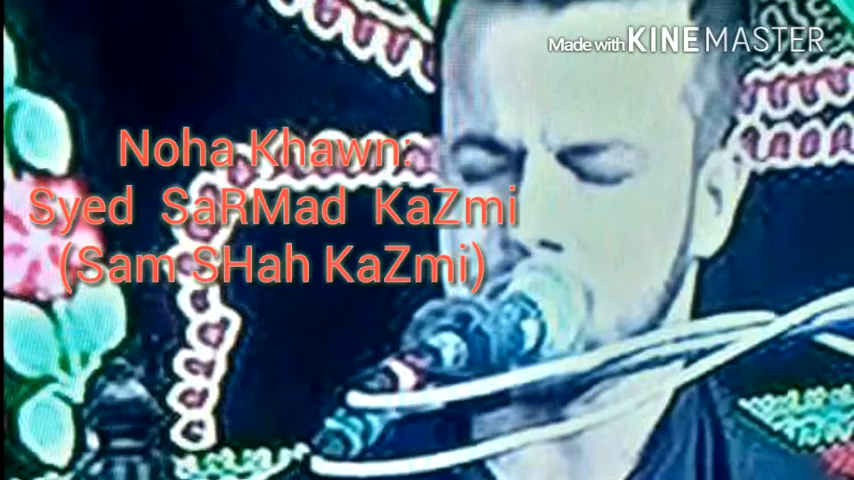 Made with KINEMASTER
Noha Khawn:
Syed SaRMad KaZmi
(Sam SHah KaZmi)